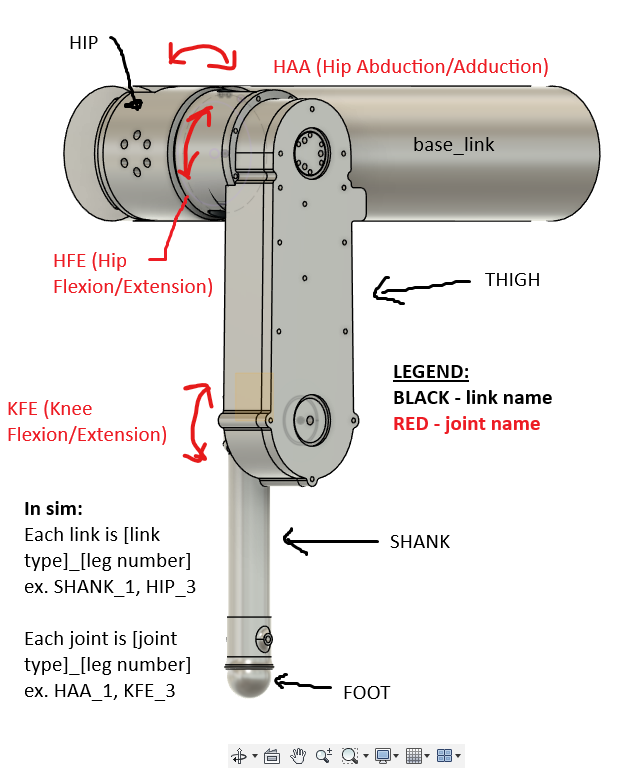 HIP
HAA (Hip Abduction/Adduction)
base_link
HFE (Hip
Flexion/Extension)
THIGH
LEGEND:
BLACK - link name
RED - joint name
KFE (Knee
Flexion/Extension)
In sim:
Each link is [link
type]_[leg number]
ex. SHANK_1, HIP_3
SHANK
Each joint is [joint
type]_[leg number]
ex. HAA_1, KFE_3
FOOT